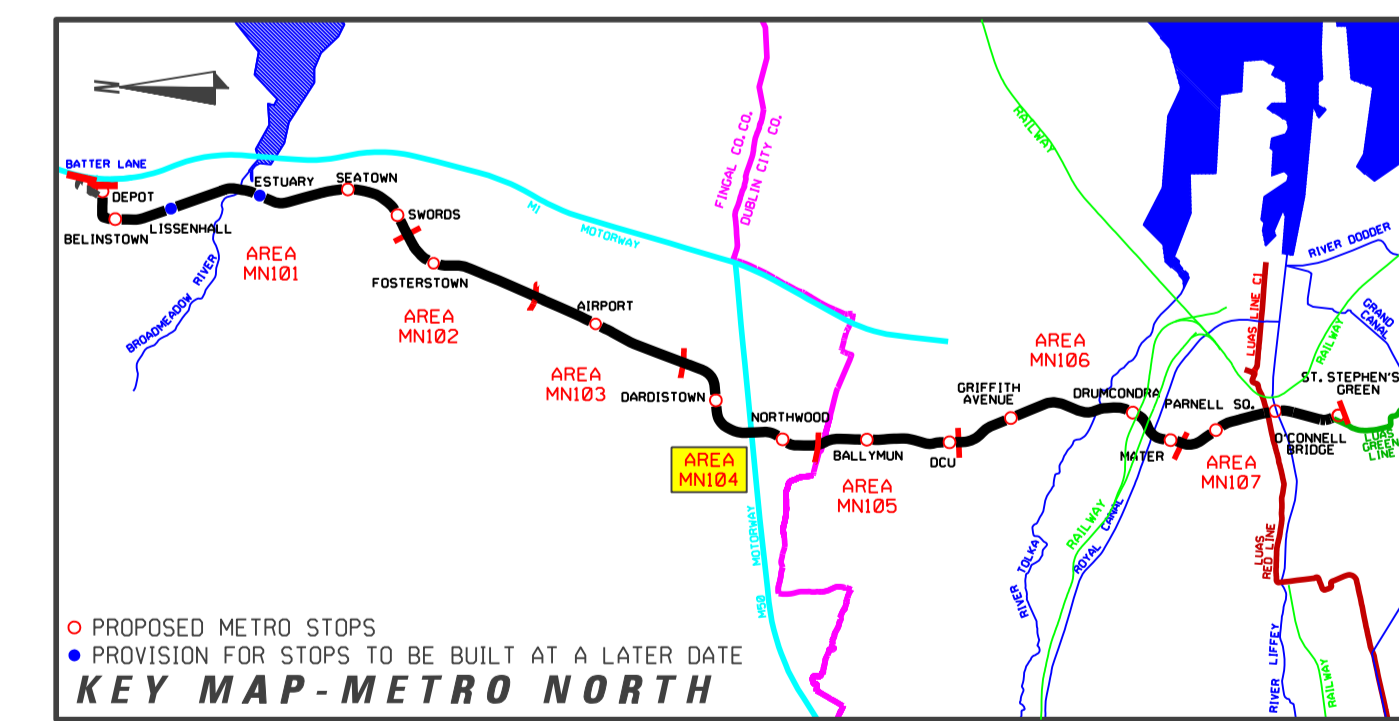 N
BATTER LANE
DEPOT
BELINSTOWN
LISSENHALL
ESTUARY
SEATOWN
SWORDS
BROADMEADOW RIVER
AREA
MN101
FOSTERSTOWN
AREA
MN102
M1
MOTORWAY
AIRPORT
AREA
MN103
FINGAL CO.CO.
DUBLIN CITY CO.
DARDISTOWN
NORTHWOOD
AREA
MN104
MOTORWAY
M50
BALLYMUN
AREA
MN105
DCU
GRIFFITH
AVENUE
AREA
MN106
RAILWAY
DRUMCONDRA
MATER
PARNELL SQ.
AREA
MN107
RIVER TOLKA
RAILWAY
ROYAL CANAL
LUAS LINE C1
RIVER DODDER
GRAND
CANAL
RAILWAY
ST. STEPHEN'S
GREEN
O'CONNELL
BRIDGE
LUAS
GREEN
LINE
LUAS
RED LINE
RIVER LIFFEY
RAILWAY
PROPOSED METRO STOPS
PROVISION FOR STOPS TO BE BUILT AT A LATER DATE
KEY MAP-METRO NORTH